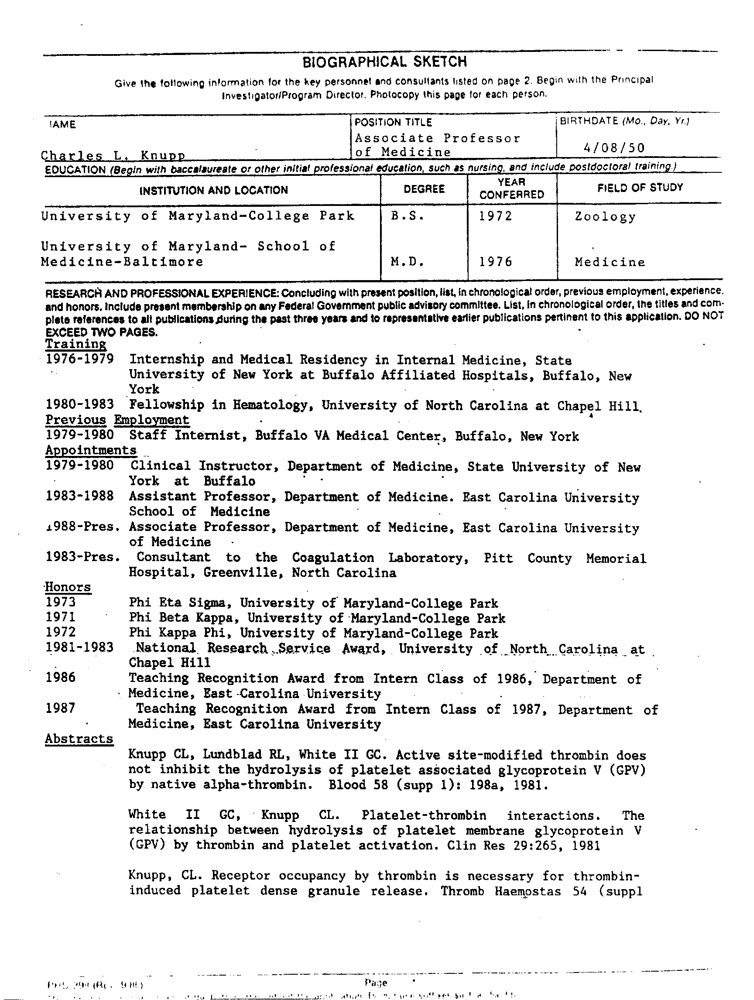 BIOGRAPHICAL SKETCH
Give the following information for the key personnel and consultants listed on page 2. Begin with the Principal
Investigator/Program Director. Photocopy this page for each person.
NAME
POSITION TITLE
BIRTHDATE (Mo., Day, Yr.)
Charles L. Knupp
Associate Professor
of Medicine
4/08/50
EDUCATION (Begin with baccalaureate or other initial professional education, such as nursing, and include postdoctoral training.)
INSTITUTION AND LOCATION
DEGREE
YEAR
CONFERRED
FIELD OF STUDY
University of Maryland-College Park B.S. 1972 Zoology
University of Maryland- School of
Medicine-Baltimore M.D. 1976 Medicine
RESEARCH AND PROFESSIONAL EXPERIENCE: Concluding with present position, list, in chronological order, previous employment, experience,
and honors. Include present membership on any Federal Government public advisory committee. List, in chronological order, the titles and com-
plete references to all publications during the past three years and to representative earlier publications pertinent to this application. DO NOT
EXCEED TWO PAGES.
Training
1976-1979 Internship and Medical Residency in Internal Medicine, State
University of New York at Buffalo Affiliated Hospitals, Buffalo, New
York
1980-1983 Fellowship in Hematology, University of North Carolina at Chapel Hill.
Previous Employment
1979-1980 Staff Internist, Buffalo VA Medical Center, Buffalo, New York
Appointments
1979-1980 Clinical Instructor, Department of Medicine, State University of New
York at Buffalo
1983-1988 Assistant Professor, Department of Medicine. East Carolina University
School of Medicine
1988-Pres. Associate Professor, Department of Medicine, East Carolina University
of Medicine
1983-Pres. Consultant to the Coagulation Laboratory, Pitt County Memorial
Hospital, Greenville, North Carolina
Honors
1973 Phi Eta Sigma, University of Maryland-College Park
1971 Phi Beta Kappa, University of Maryland-College Park
1972 Phi Kappa Phi, University of Maryland-College Park
1981-1983 National Research Service Award, University of North Carolina at
Chapel Hill
1986 Teaching Recognition Award from Intern Class of 1986, Department of
Medicine, East Carolina University
1987 Teaching Recognition Award from Intern Class of 1987, Department of
Medicine, East Carolina University
Abstracts
Knupp CL, Lundblad RL, White II GC. Active site-modified thrombin does
not inhibit the hydrolysis of platelet associated glycoprotein V (GPV)
by native alpha-thrombin. Blood 58 (supp 1): 198a, 1981.
White II GC, Knupp CL. Platelet-thrombin interactions. The
relationship between hydrolysis of platelet membrane glycoprotein V
(GPV) by thrombin and platelet activation. Clin Res 29:265, 1981
Knupp, CL. Receptor occupancy by thrombin is necessary for thrombin-
induced platelet dense granule release. Thromb Haemostas 54 (suppl
Page